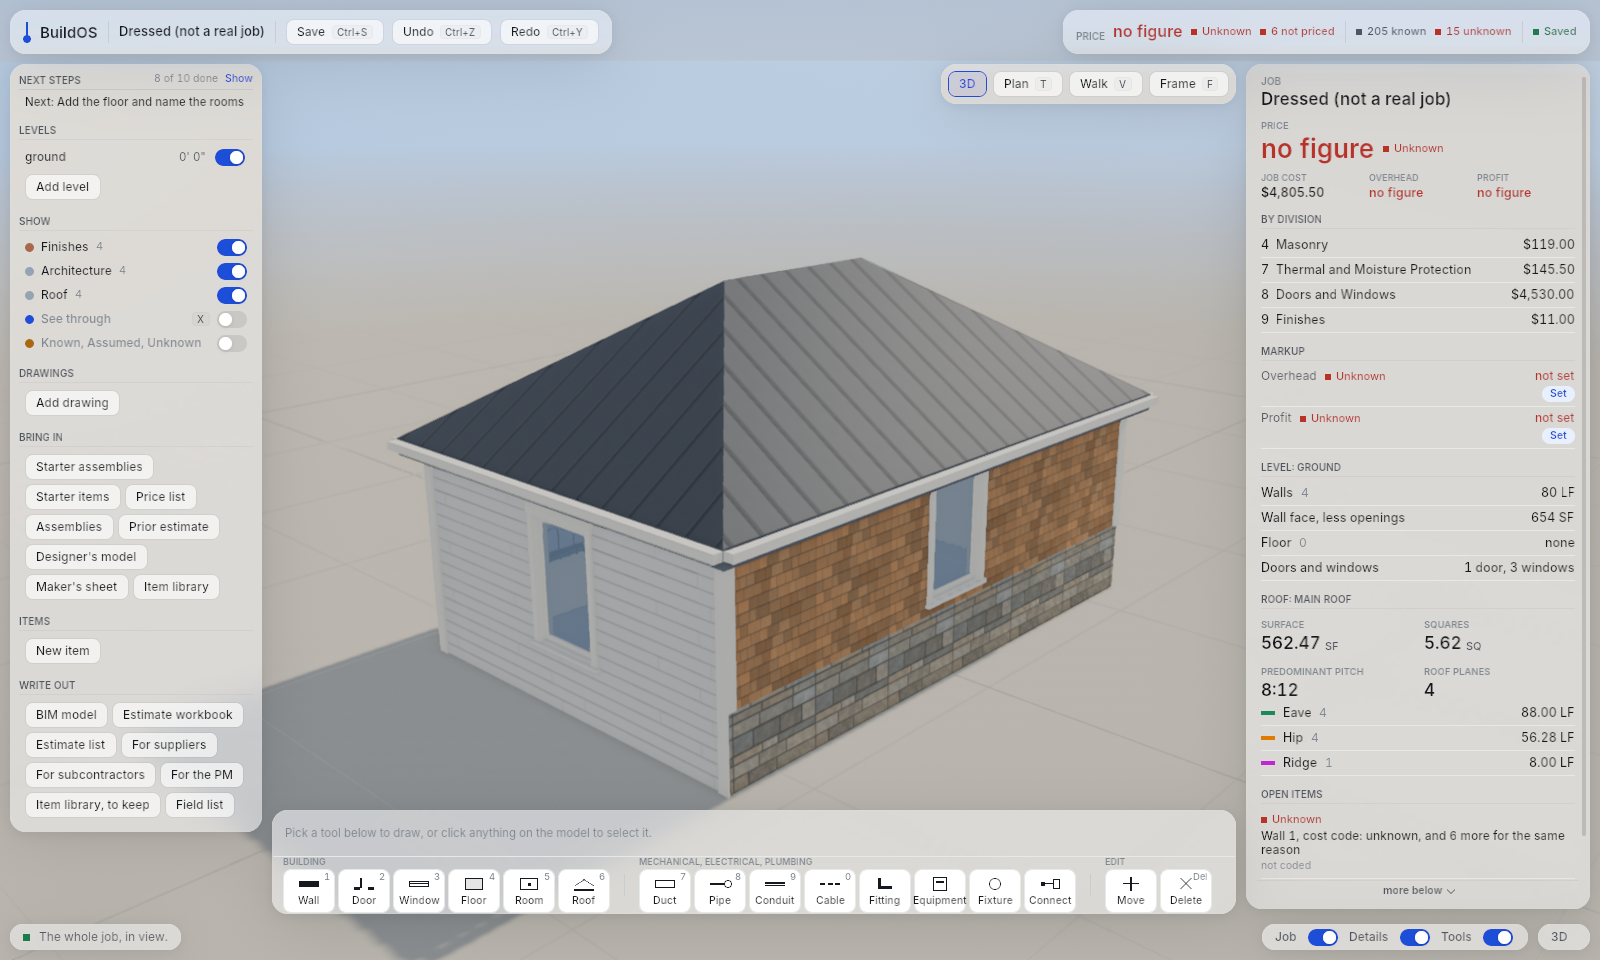 BuildOS
Dressed (not a real job)
Save Ctrl+S
Undo Ctrl+Z
Redo Ctrl+Y
PRICE no figure Unknown 6 not priced 205 known 15 unknown Saved
NEXT STEPS 8 of 10 done Show
Next: Add the floor and name the rooms
LEVELS
ground 0' 0"
Add level
SHOW
Finishes 4
Architecture 4
Roof 4
See through X
Known, Assumed, Unknown
DRAWINGS
Add drawing
BRING IN
Starter assemblies
Starter items Price list
Assemblies Prior estimate
Designer's model
Maker's sheet Item library
ITEMS
New item
WRITE OUT
BIM model Estimate workbook
Estimate list For suppliers
For subcontractors For the PM
Item library, to keep Field list
The whole job, in view.
3D Plan T Walk V Frame F
Pick a tool below to draw, or click anything on the model to select it.
BUILDING
Wall 1
Door 2
Window 3
Floor 4
Room 5
Roof 6
MECHANICAL, ELECTRICAL, PLUMBING
Duct 7
Pipe 8
Conduit 9
Cable 0
Fitting
Equipment
Fixture
Connect
EDIT
Move
Delete Del
JOB
Dressed (not a real job)
PRICE
no figure Unknown
JOB COST OVERHEAD PROFIT
$4,805.50 no figure no figure
BY DIVISION
4 Masonry $119.00
7 Thermal and Moisture Protection $145.50
8 Doors and Windows $4,530.00
9 Finishes $11.00
MARKUP
Overhead Unknown not set
Set
Profit Unknown not set
Set
LEVEL: GROUND
Walls 4 80 LF
Wall face, less openings 654 SF
Floor 0 none
Doors and windows 1 door, 3 windows
ROOF: MAIN ROOF
SURFACE SQUARES
562.47 SF 5.62 SQ
PREDOMINANT PITCH ROOF PLANES
8:12 4
Eave 4 88.00 LF
Hip 4 56.28 LF
Ridge 1 8.00 LF
OPEN ITEMS
Unknown
Wall 1, cost code: unknown, and 6 more for the same
reason
not coded
more below
Job Details Tools 3D